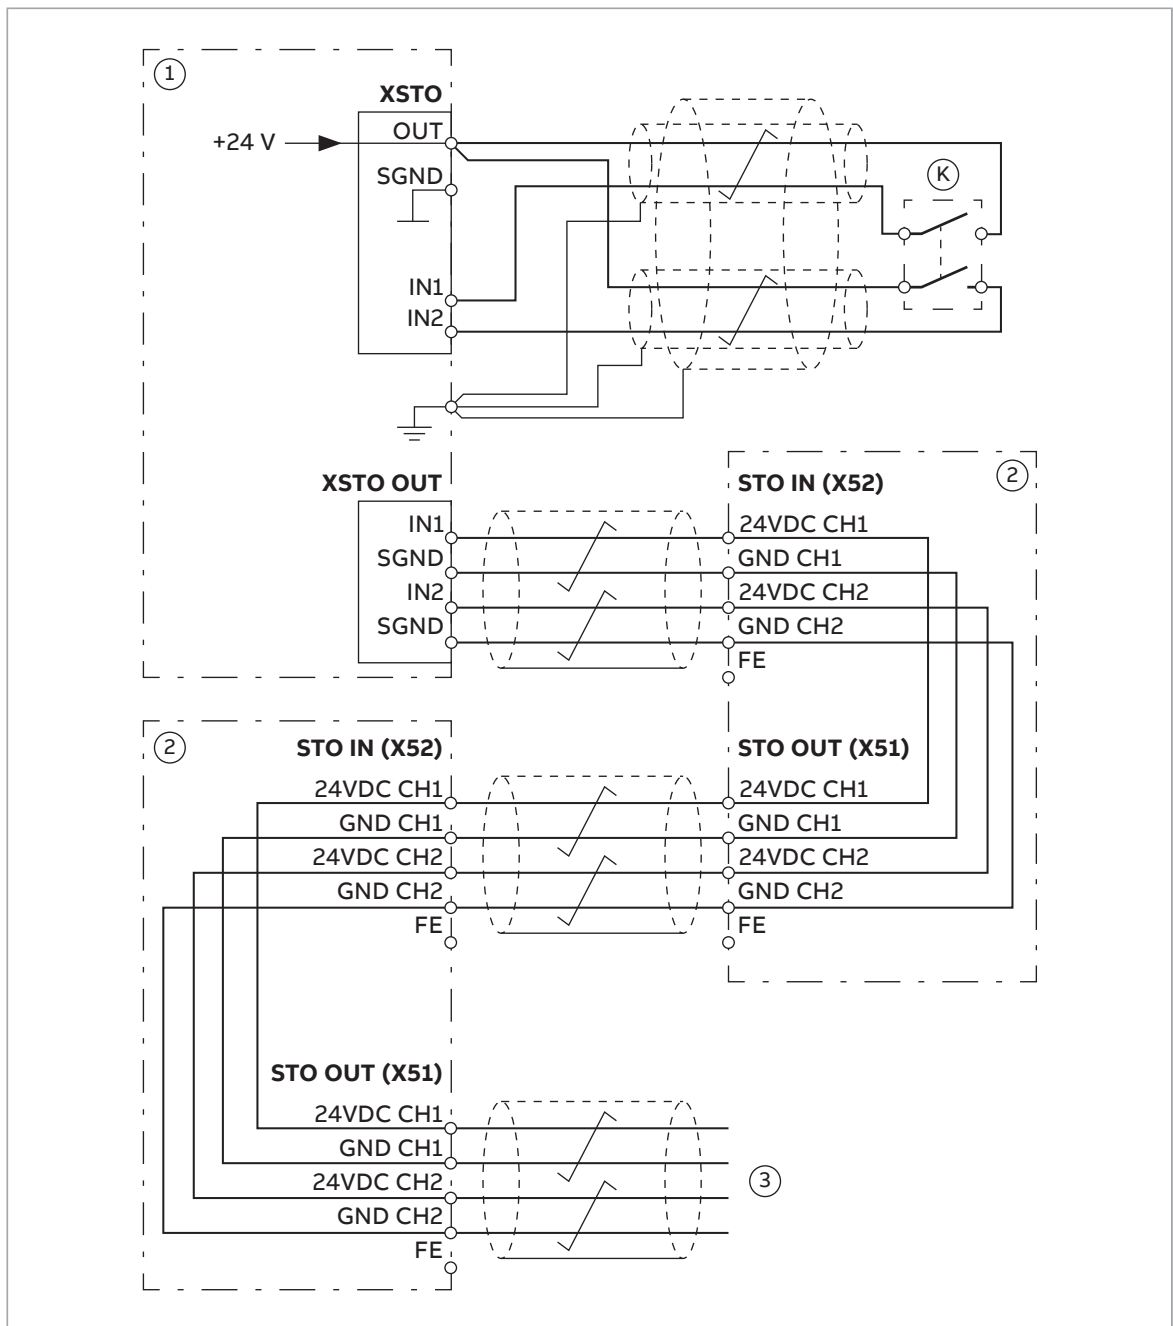 1
XSTO
OUT
+24 V
SGND
K
IN1
IN2
XSTO OUT
IN1
SGND
IN2
SGND
2
STO IN (X52)
24VDC CH1
GND CH1
24VDC CH2
GND CH2
FE
STO OUT (X51)
24VDC CH1
GND CH1
24VDC CH2
GND CH2
FE
2
STO IN (X52)
24VDC CH1
GND CH1
24VDC CH2
GND CH2
FE
STO OUT (X51)
24VDC CH1
GND CH1
24VDC CH2
GND CH2
FE
3